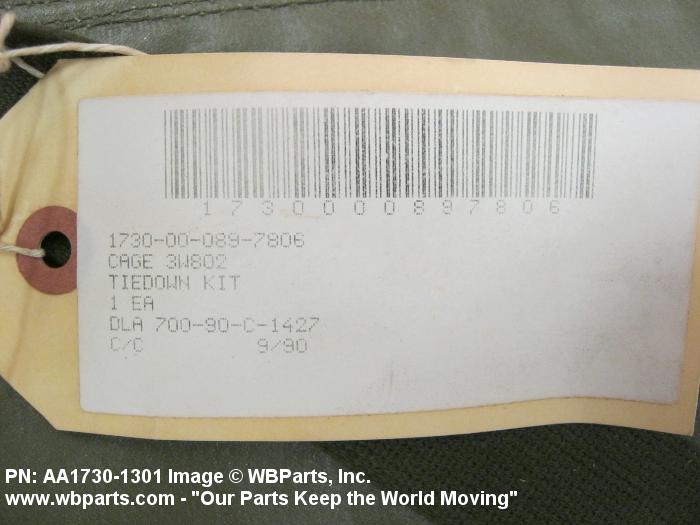 1730000897806
1730-00-089-7806
CAGE 3W802
TIEDOWN KIT
1 EA
DLA 700-90-C-1427
C/C 9/90
PN: AA1730-1301 Image © WBParts, Inc.
www.wbparts.com - "Our Parts Keep the World Moving"